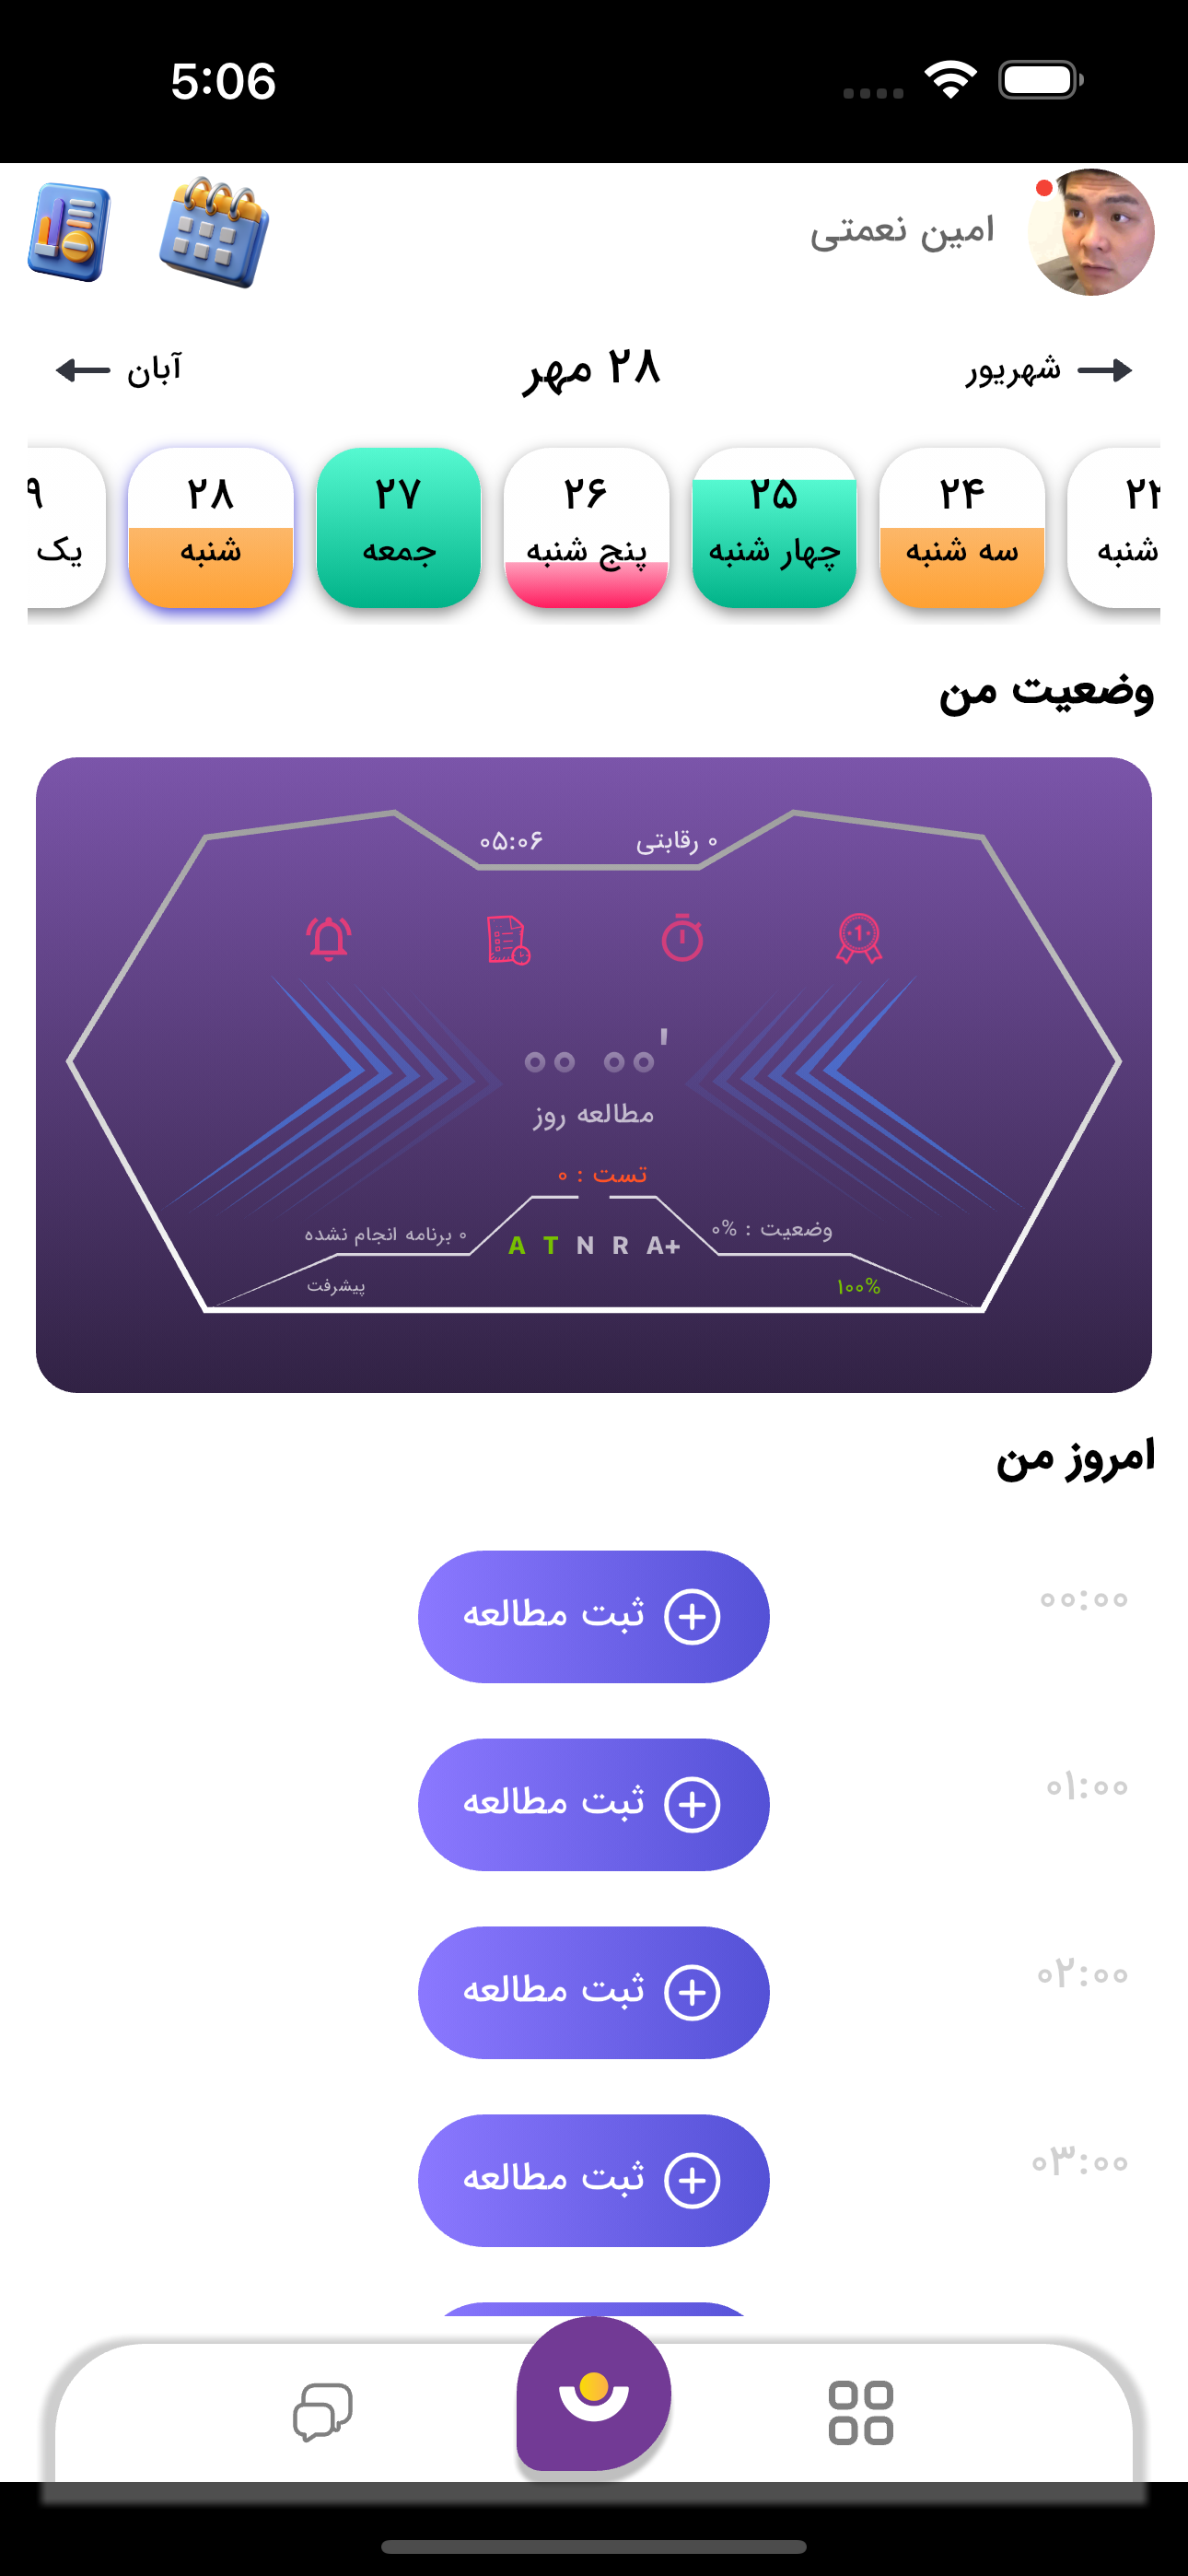 5:06
امین نعمتی
شهریور
۲۸ مهر
آبان
۲۴
سه شنبه
۲۵
چهار شنبه
۲۶
پنج شنبه
۲۷
جمعه
۲۸
شنبه
یک
شنبه
وضعیت من
۰ رقابتی
۰۵:۰۶
1
۰۰ ۰۰'
مطالعه روز
تست : ۰
وضعیت : ۰%
A T N R A+
۰ برنامه انجام نشده
۱۰۰%
پیشرفت
امروز من
۰۰:۰۰
ثبت مطالعه
۰۱:۰۰
ثبت مطالعه
۰۲:۰۰
ثبت مطالعه
۰۳:۰۰
ثبت مطالعه